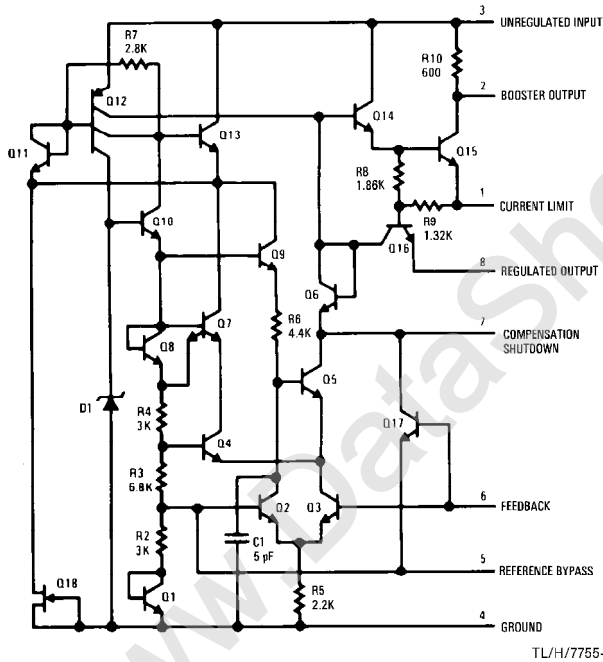 3
UNREGULATED INPUT
R7
2.8K
R10
600
2
BOOSTER OUTPUT
Q12
Q14
Q13
Q11
Q15
R8
1.86K
1
CURRENT LIMIT
Q10
R9
1.32K
Q16
Q9
8
REGULATED OUTPUT
Q6
R6
4.4K
7
COMPENSATION
SHUTDOWN
Q7
Q8
Q5
D1
R4
3K
Q17
Q4
R3
6.8K
6
FEEDBACK
Q2
Q3
R2
3K
C1
5 pF
5
REFERENCE BYPASS
Q18
Q1
R5
2.2K
4
GROUND
TL/H/7755-
www.DataShe